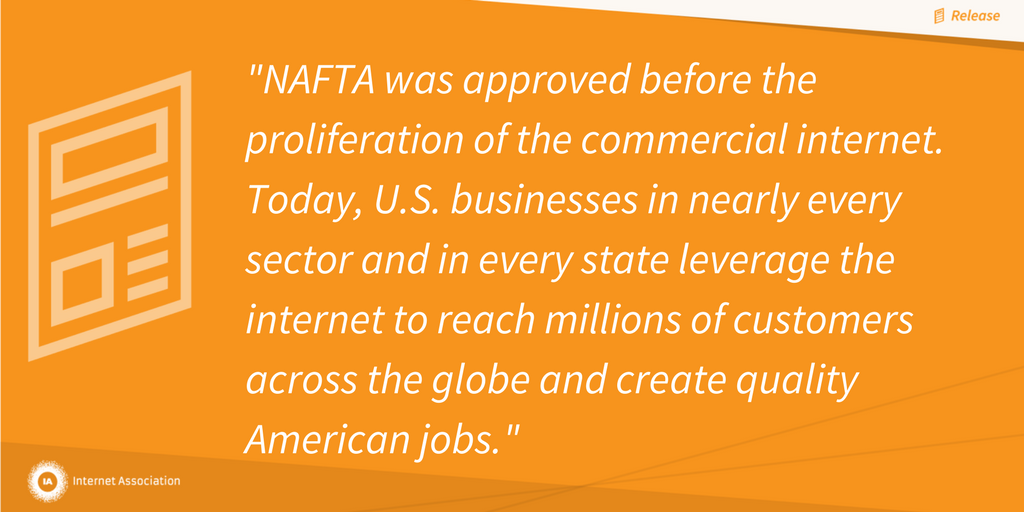 Release
"NAFTA was approved before the
proliferation of the commercial internet.
Today, U.S. businesses in nearly every
sector and in every state leverage the
internet to reach millions of customers
across the globe and create quality
American jobs."
IA Internet Association